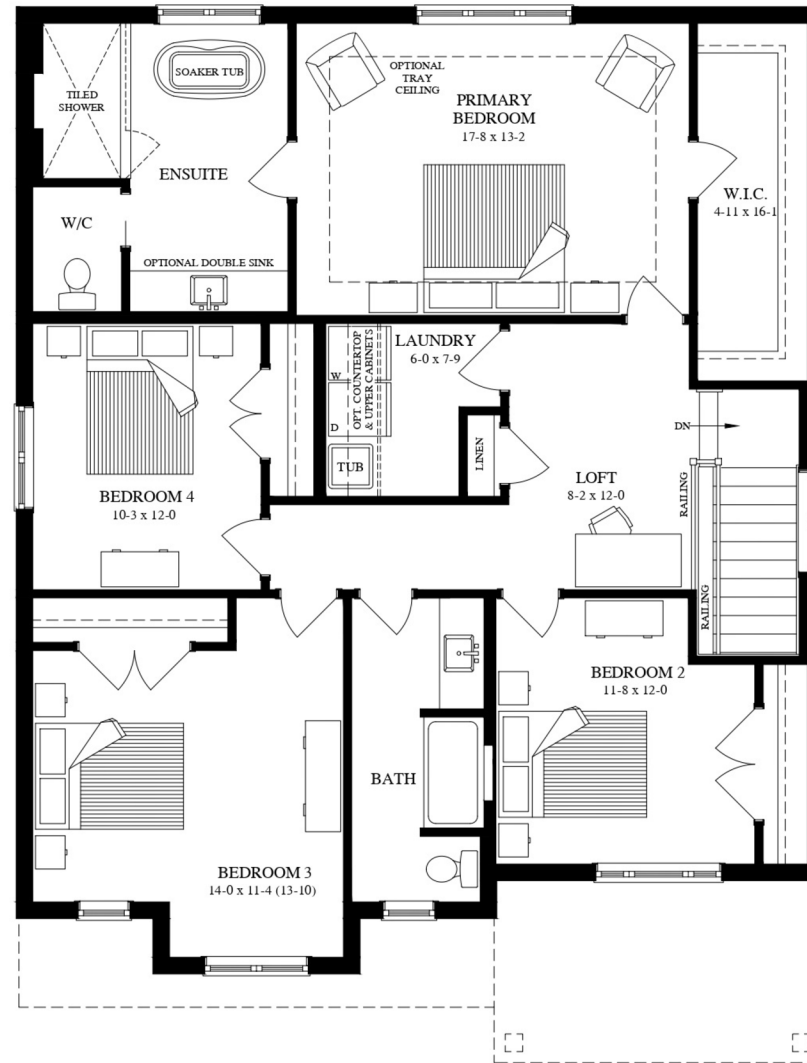 SOAKER TUB
TILED
SHOWER
ENSUITE
W/C
OPTIONAL DOUBLE SINK
OPTIONAL
TRAY
CEILING
PRIMARY
BEDROOM
17-8 x 13-2
W.I.C.
4-11 x 16-1
LAUNDRY
6-0 x 7-9
W
D
OPT. COUNTERTOP
& UPPER CABINETS
TUB
LINEN
BEDROOM 4
10-3 x 12-0
LOFT
8-2 x 12-0
DN
RAILING
RAILING
BEDROOM 2
11-8 x 12-0
BATH
BEDROOM 3
14-0 x 11-4 (13-10)